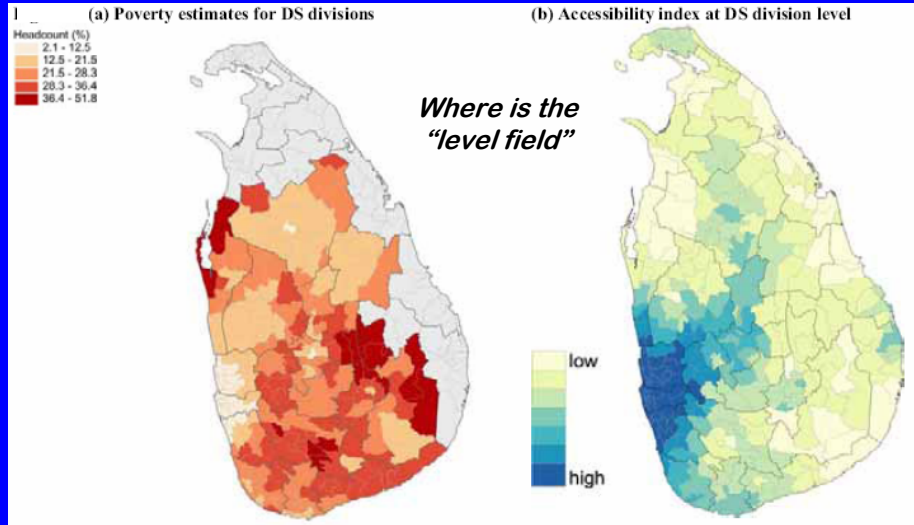 (a) Poverty estimates for DS divisions
(b) Accessibility index at DS division level
Headcount (%)
2.1 - 12.5
12.5 - 21.5
21.5 - 28.3
28.3 - 36.4
36.4 - 51.8
Where is the
“level field”
low
high